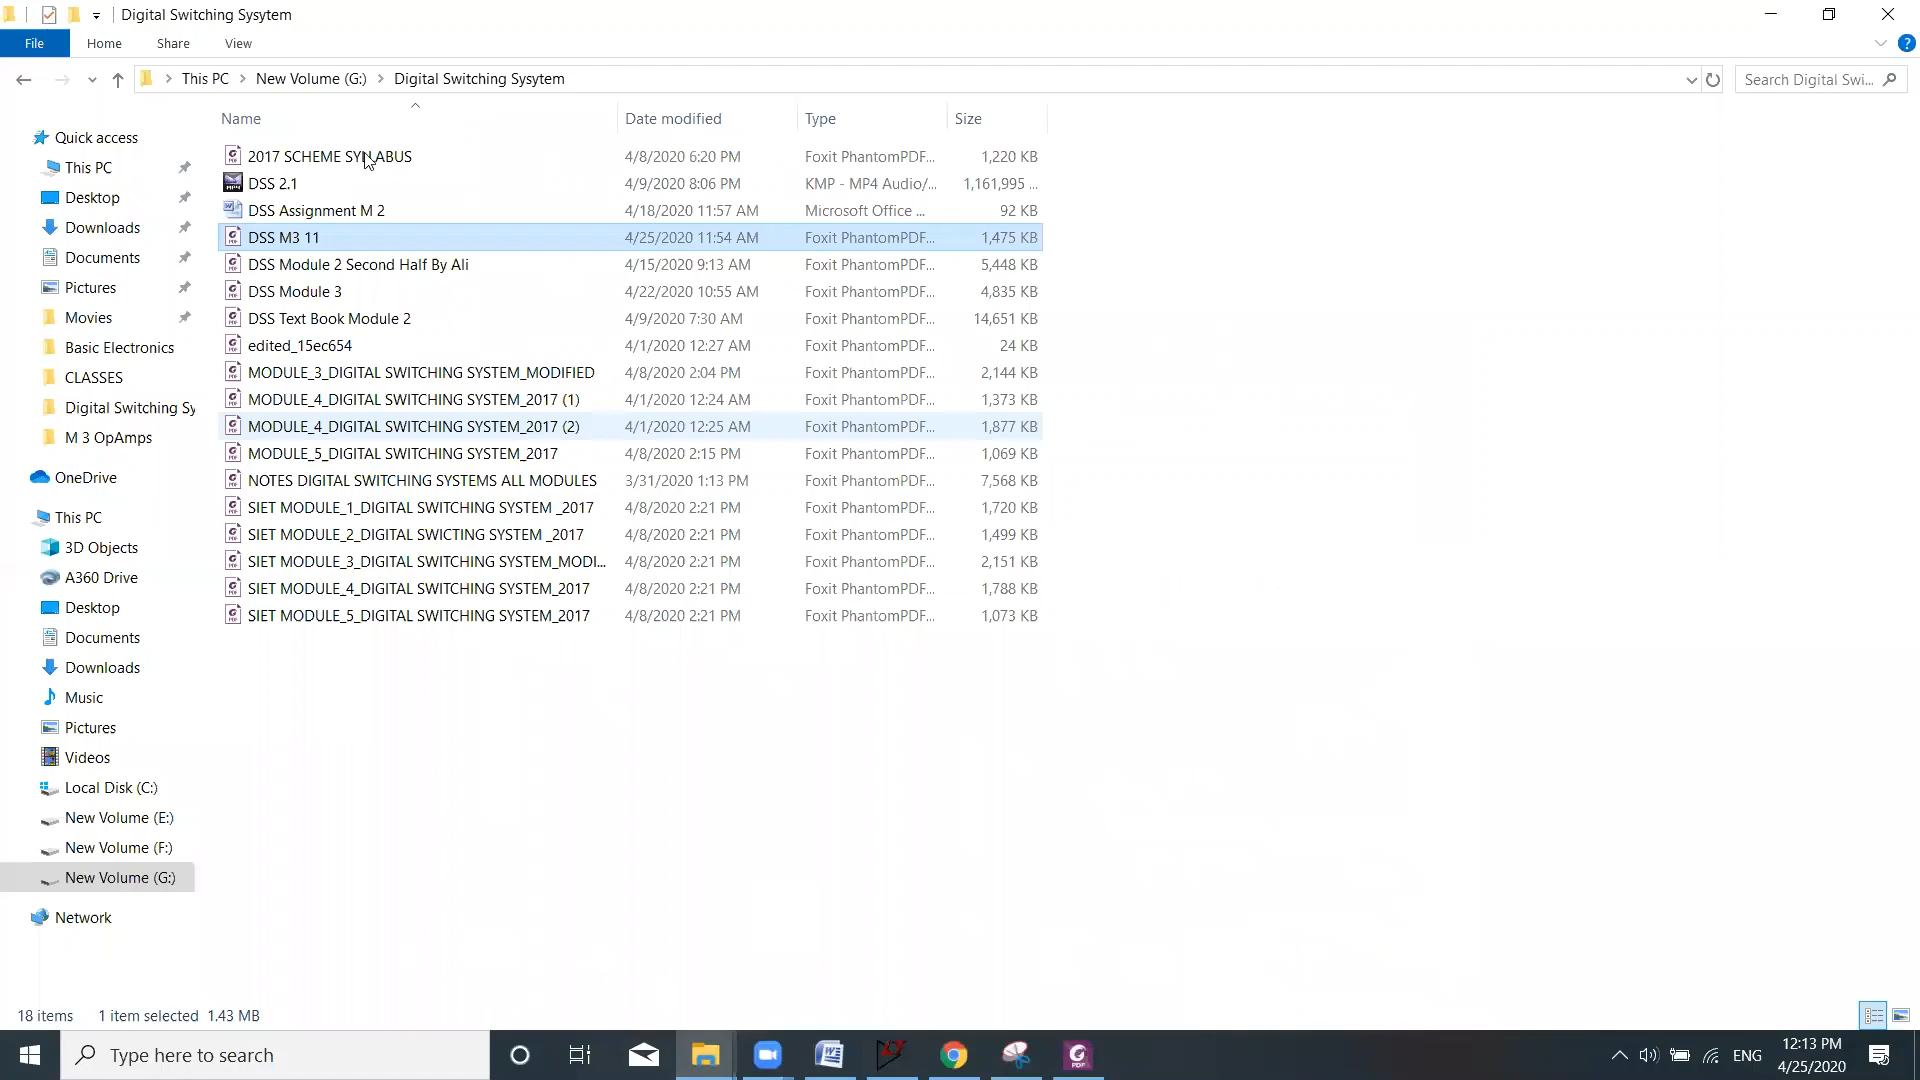 Digital Switching Sysytem
File Home Share View
This PC New Volume (G:) Digital Switching Sysytem Search Digital Swi...
Name Date modified Type Size
Quick access
This PC
Desktop
Downloads
Documents
Pictures
Movies
Basic Electronics
CLASSES
Digital Switching Sy
M 3 OpAmps
OneDrive
This PC
3D Objects
A360 Drive
Desktop
Documents
Downloads
Music
Pictures
Videos
Local Disk (C:)
New Volume (E:)
New Volume (F:)
New Volume (G:)
Network
2017 SCHEME SYLLABUS 4/8/2020 6:20 PM Foxit PhantomPDF... 1,220 KB
DSS 2.1 4/9/2020 8:06 PM KMP - MP4 Audio/... 1,161,995 ...
DSS Assignment M 2 4/18/2020 11:57 AM Microsoft Office ... 92 KB
DSS M3 11 4/25/2020 11:54 AM Foxit PhantomPDF... 1,475 KB
DSS Module 2 Second Half By Ali 4/15/2020 9:13 AM Foxit PhantomPDF... 5,448 KB
DSS Module 3 4/22/2020 10:55 AM Foxit PhantomPDF... 4,835 KB
DSS Text Book Module 2 4/9/2020 7:30 AM Foxit PhantomPDF... 14,651 KB
edited_15ec654 4/1/2020 12:27 AM Foxit PhantomPDF... 24 KB
MODULE_3_DIGITAL SWITCHING SYSTEM_MODIFIED 4/8/2020 2:04 PM Foxit PhantomPDF... 2,144 KB
MODULE_4_DIGITAL SWITCHING SYSTEM_2017 (1) 4/1/2020 12:24 AM Foxit PhantomPDF... 1,373 KB
MODULE_4_DIGITAL SWITCHING SYSTEM_2017 (2) 4/1/2020 12:25 AM Foxit PhantomPDF... 1,877 KB
MODULE_5_DIGITAL SWITCHING SYSTEM_2017 4/8/2020 2:15 PM Foxit PhantomPDF... 1,069 KB
NOTES DIGITAL SWITCHING SYSTEMS ALL MODULES 3/31/2020 1:13 PM Foxit PhantomPDF... 7,568 KB
SIET MODULE_1_DIGITAL SWITCHING SYSTEM _2017 4/8/2020 2:21 PM Foxit PhantomPDF... 1,720 KB
SIET MODULE_2_DIGITAL SWICTING SYSTEM _2017 4/8/2020 2:21 PM Foxit PhantomPDF... 1,499 KB
SIET MODULE_3_DIGITAL SWITCHING SYSTEM_MODI... 4/8/2020 2:21 PM Foxit PhantomPDF... 2,151 KB
SIET MODULE_4_DIGITAL SWITCHING SYSTEM_2017 4/8/2020 2:21 PM Foxit PhantomPDF... 1,788 KB
SIET MODULE_5_DIGITAL SWITCHING SYSTEM_2017 4/8/2020 2:21 PM Foxit PhantomPDF... 1,073 KB
18 items 1 item selected 1.43 MB
Type here to search
ENG
12:13 PM
4/25/2020